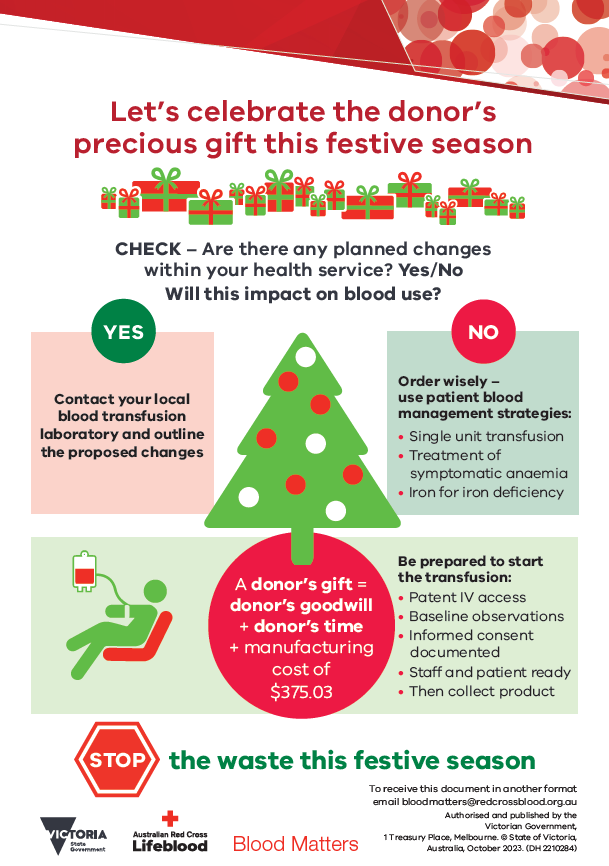 Let's celebrate the donor's
precious gift this festive season
CHECK – Are there any planned changes
within your health service? Yes/No
Will this impact on blood use?
YES
Contact your local
blood transfusion
laboratory and outline
the proposed changes
NO
Order wisely –
use patient blood
management strategies:
• Single unit transfusion
• Treatment of
symptomatic anaemia
• Iron for iron deficiency
A donor's gift =
donor's goodwill
+ donor's time
+ manufacturing
cost of
$375.03
Be prepared to start
the transfusion:
• Patent IV access
• Baseline observations
• Informed consent
documented
• Staff and patient ready
• Then collect product
STOP the waste this festive season
To receive this document in another format
email bloodmatters@redcrossblood.org.au
Authorised and published by the
Victorian Government,
1 Treasury Place, Melbourne. © State of Victoria,
Australia, October 2023. (DH 2210284)
VICTORIA
State
Government
Australian Red Cross
Lifeblood
Blood Matters